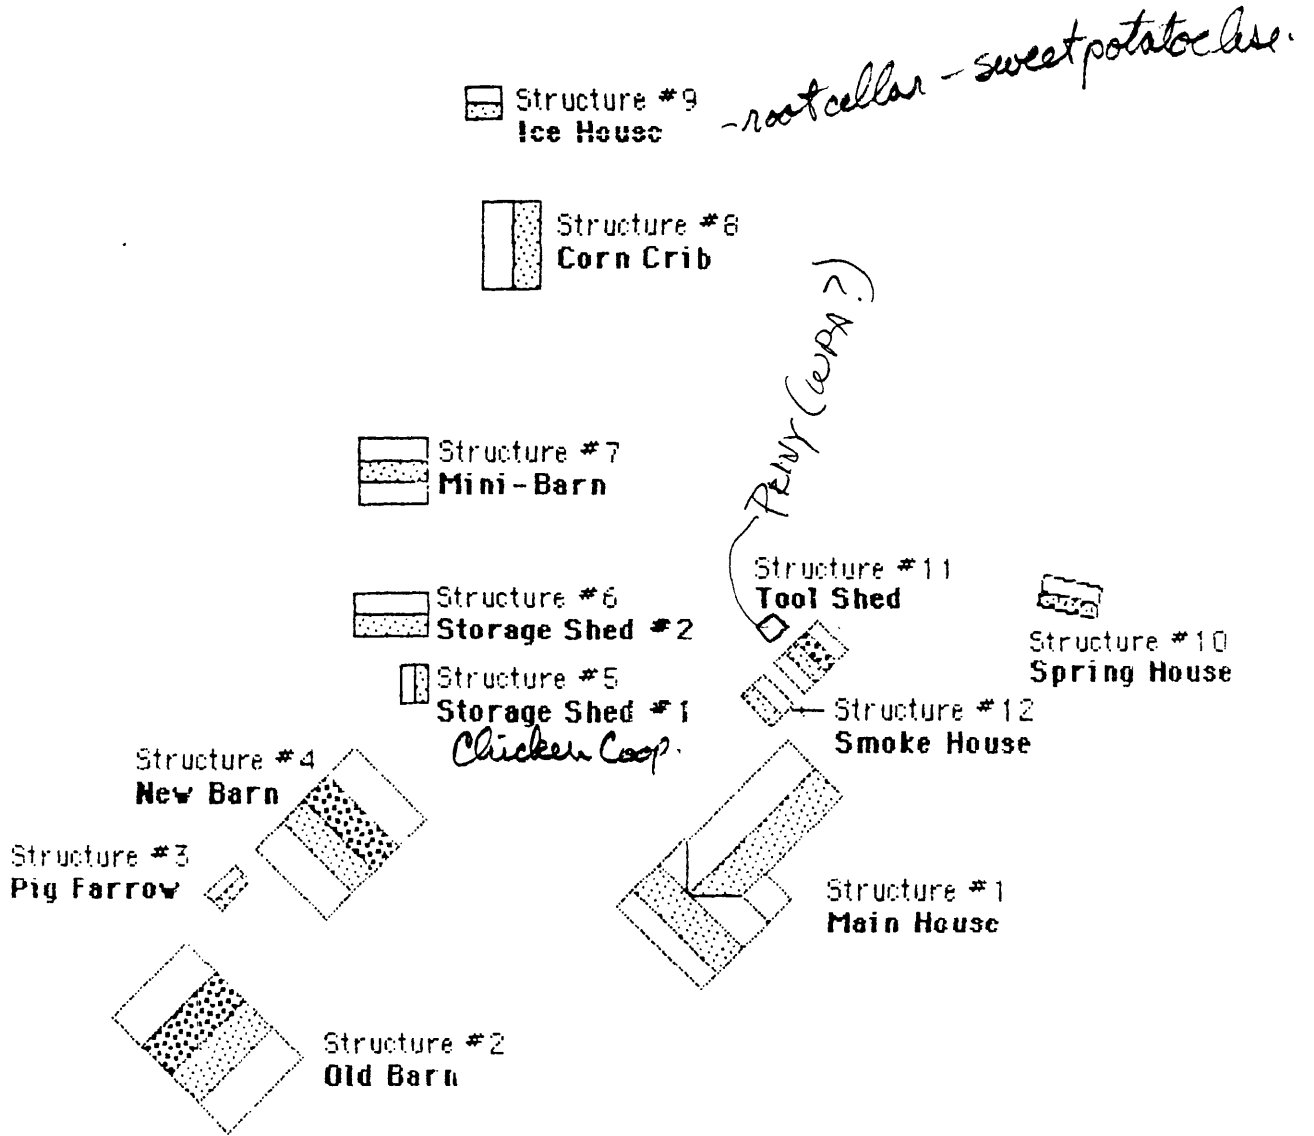 Structure #9 -root cellar - sweet potatoe
Ice House
Structure #8
Corn Crib
Structure #7
Mini-Barn
PRIVY (WPA?)
Structure #11
Tool Shed
Structure #6
Storage Shed #2
Structure #10
Spring House
Structure #5
Storage Shed #1
Chicken Coop.
Structure #12
Smoke House
Structure #4
New Barn
Structure #3
Pig Farrow
Structure #1
Main House
Structure #2
Old Barn